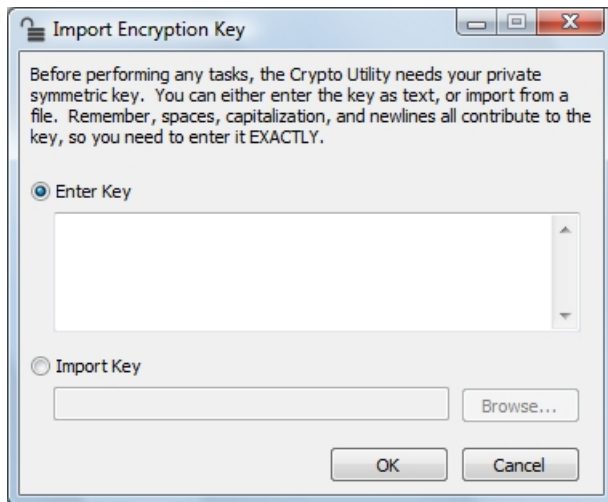 Import Encryption Key
Before performing any tasks, the Crypto Utility needs your private
symmetric key. You can either enter the key as text, or import from a
file. Remember, spaces, capitalization, and newlines all contribute to the
key, so you need to enter it EXACTLY.
Enter Key
Import Key
Browse...
OK
Cancel